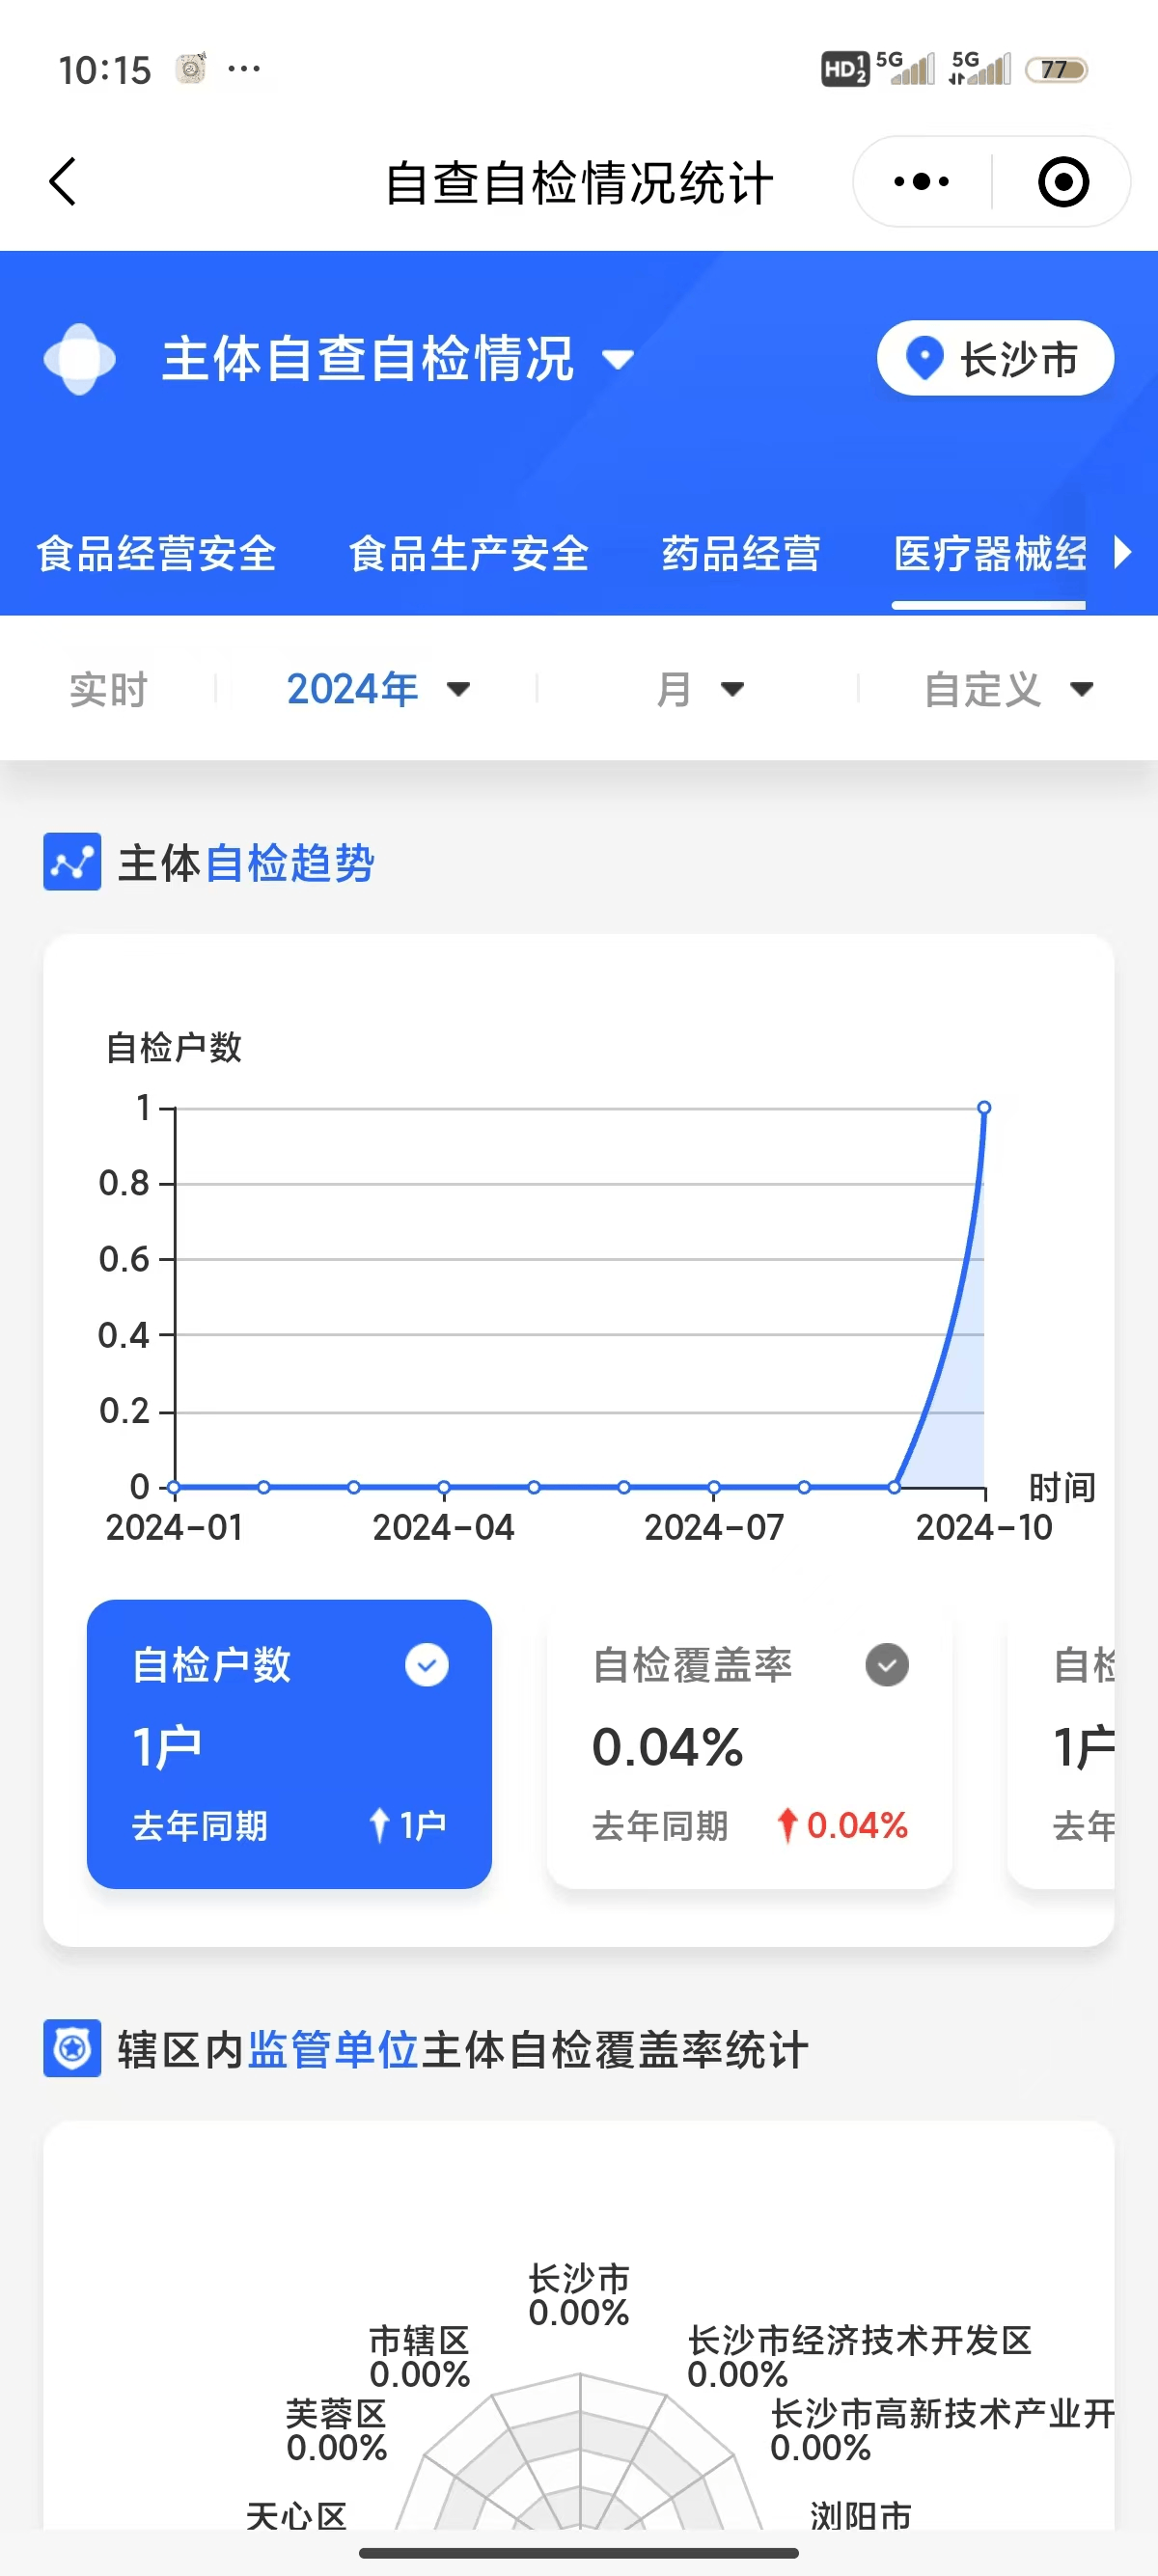 10:15
HD 1 2 5G 5G 77
自查自检情况统计
主体自查自检情况
长沙市
食品经营安全 食品生产安全 药品经营 医疗器械经
实时 2024年 月 自定义
主体自检趋势
自检户数
1
0.8
0.6
0.4
0.2
0
时间
2024-01 2024-04 2024-07 2024-10
自检户数 自检覆盖率 自检
1户 0.04% 1户
去年同期 1户 去年同期 0.04% 去年
辖区内监管单位主体自检覆盖率统计
长沙市
0.00%
市辖区 长沙市经济技术开发区
0.00% 0.00%
芙蓉区 长沙市高新技术产业开
0.00% 0.00%
天心区 浏阳市